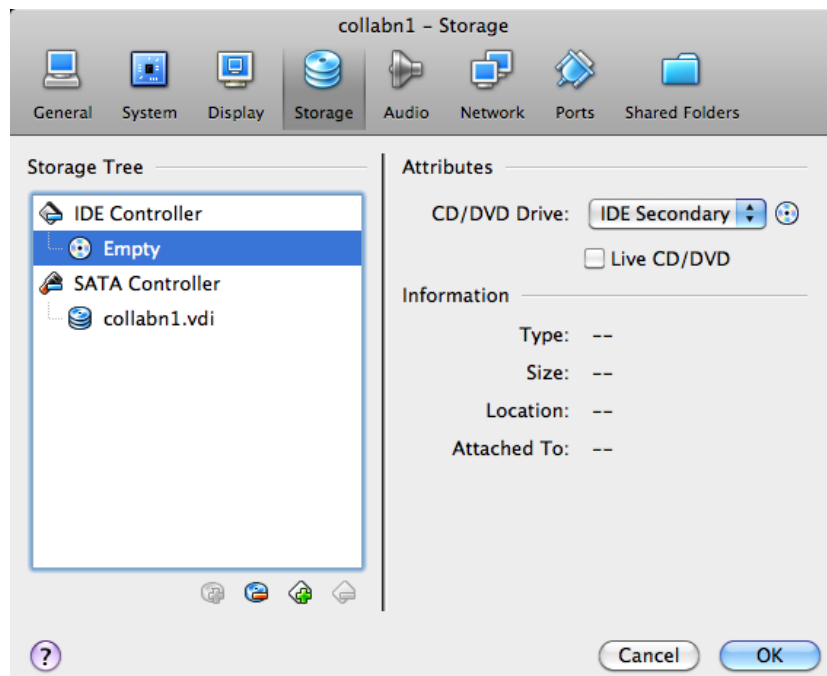 collabn1 – Storage
General System Display Storage Audio Network Ports Shared Folders
Storage Tree
IDE Controller
Empty
SATA Controller
collabn1.vdi
Attributes
CD/DVD Drive: IDE Secondary
Live CD/DVD
Information
Type: --
Size: --
Location: --
Attached To: --
?
Cancel OK